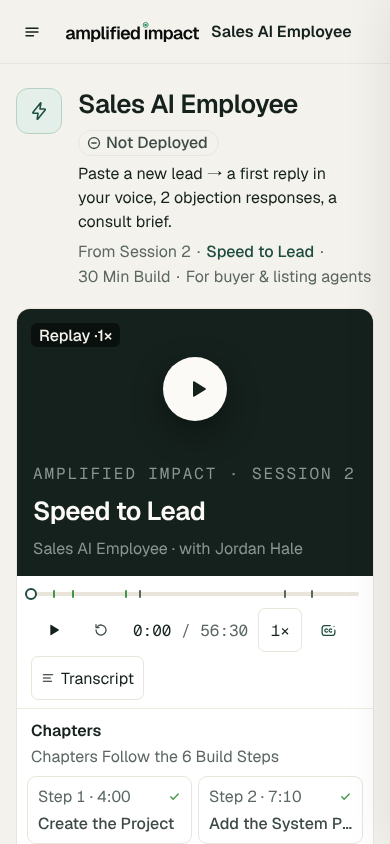 amplified impact Sales AI Employee
Sales AI Employee
Not Deployed
Paste a new lead → a first reply in
your voice, 2 objection responses, a
consult brief.
From Session 2 · Speed to Lead ·
30 Min Build · For buyer & listing agents
Replay ·1×
AMPLIFIED IMPACT · SESSION 2
Speed to Lead
Sales AI Employee · with Jordan Hale
0:00 / 56:30 1×
Transcript
Chapters
Chapters Follow the 6 Build Steps
Step 1 · 4:00
Create the Project
Step 2 · 7:10
Add the System P...